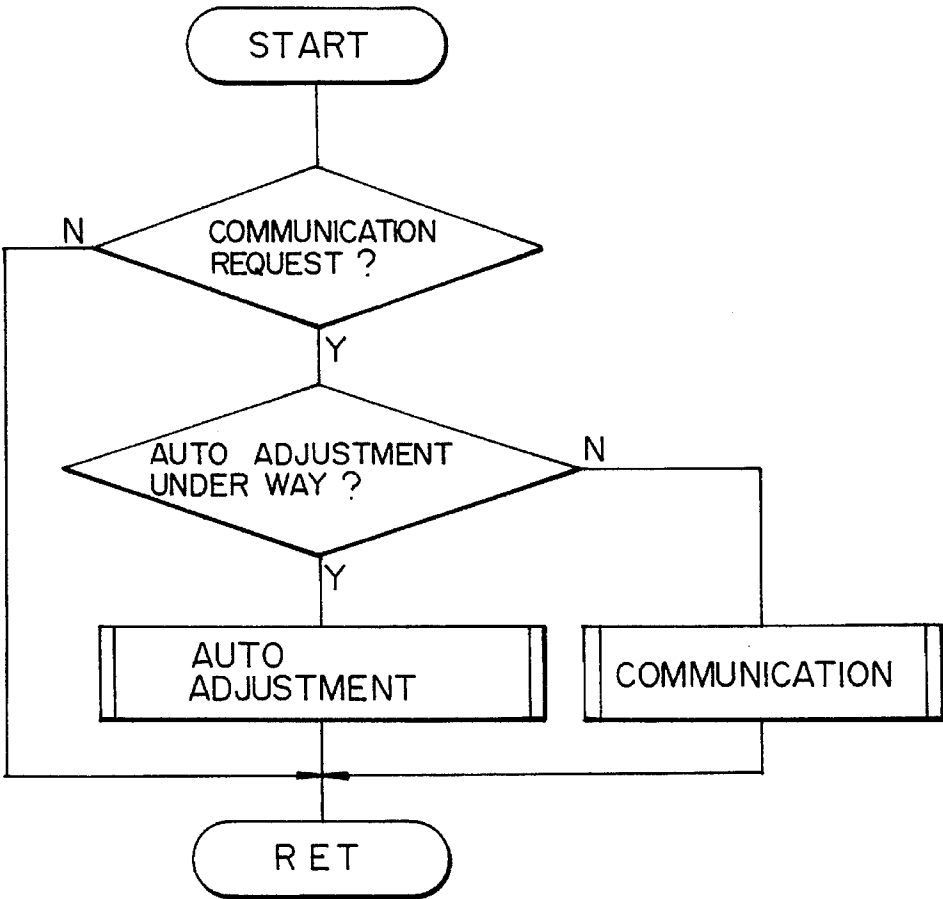 START
N
COMMUNICATION
REQUEST ?
Y
AUTO ADJUSTMENT
UNDER WAY ?
N
Y
AUTO
ADJUSTMENT
COMMUNICATION
RET